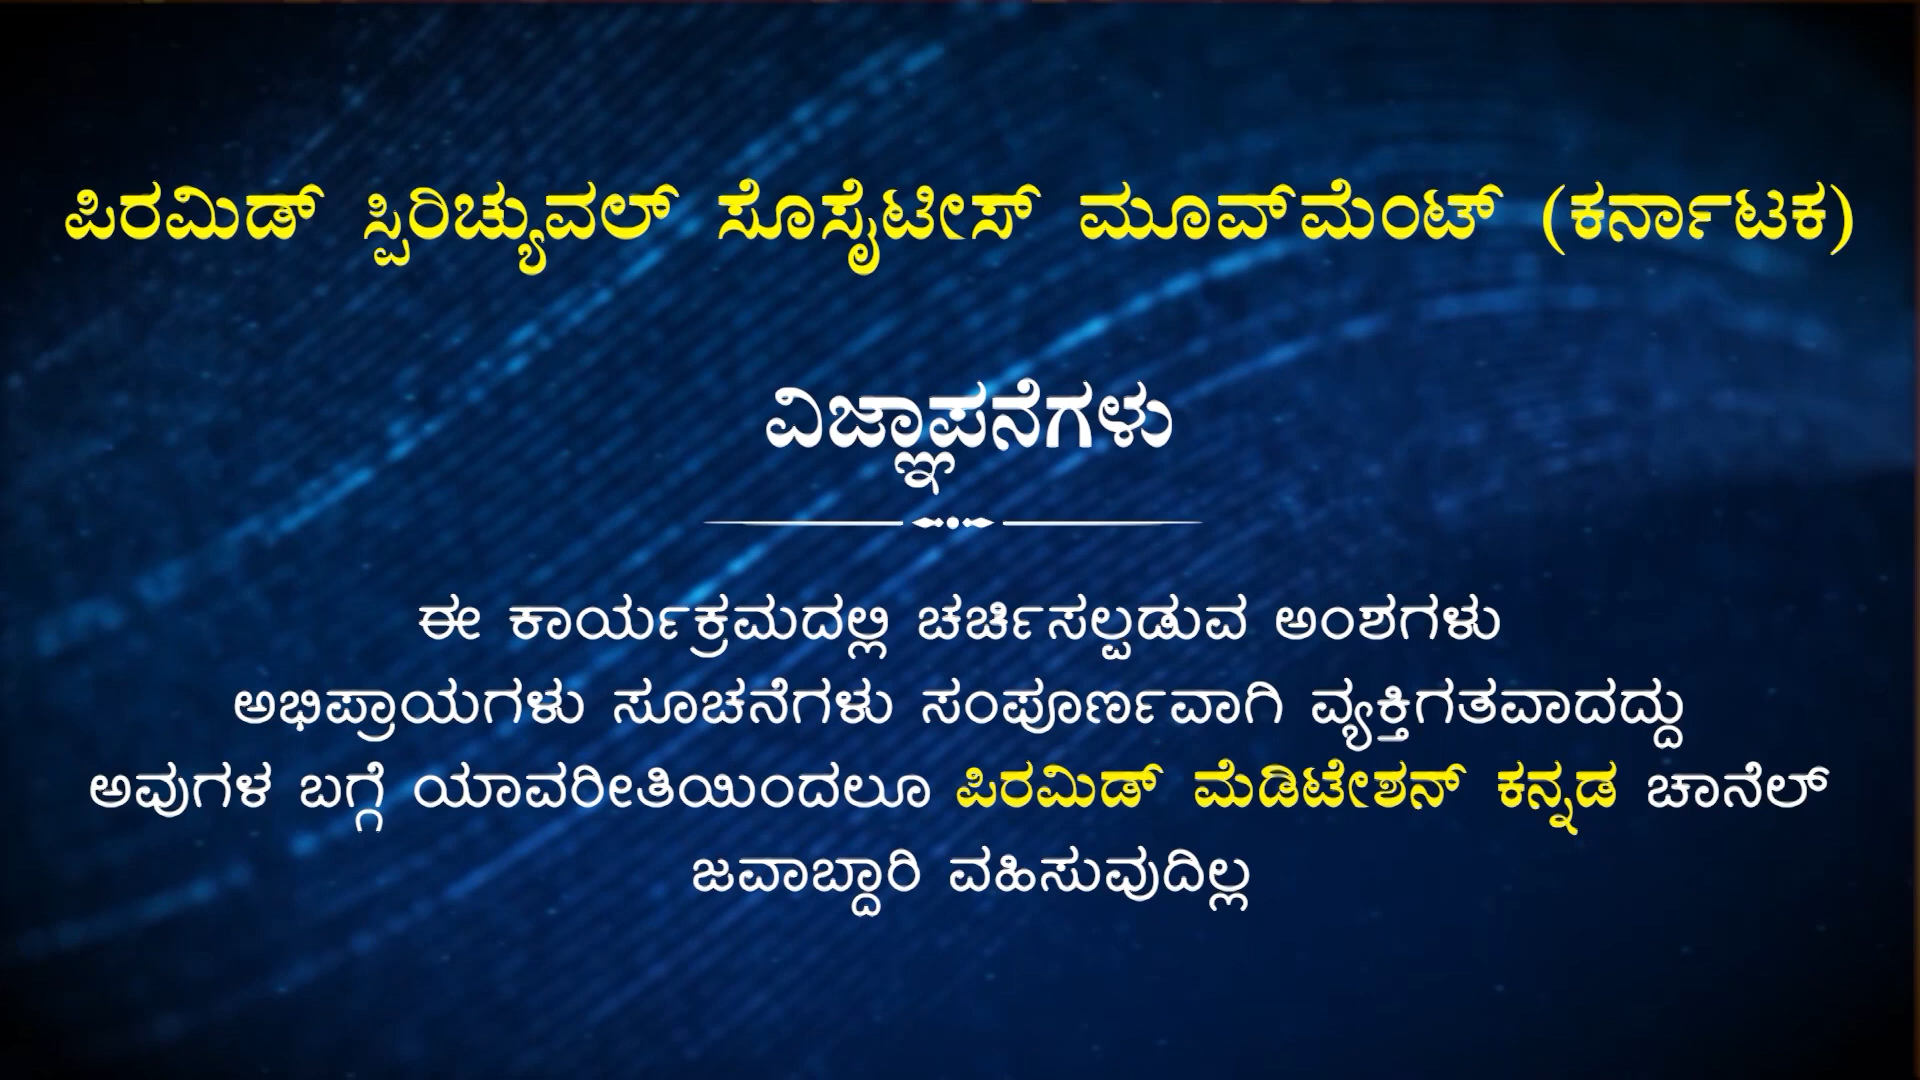 ಪಿರಮಿಡ್ ಸ್ಪಿರಿಚ್ಯುವಲ್ ಸೊಸೈಟೀಸ್ ಮೂವ್‌ಮೆಂಟ್ (ಕರ್ನಾಟಕ)
ವಿಜ್ಞಾಪನೆಗಳು
ಈ ಕಾರ್ಯಕ್ರಮದಲ್ಲಿ ಚರ್ಚಿಸಲ್ಪಡುವ ಅಂಶಗಳು
ಅಭಿಪ್ರಾಯಗಳು ಸೂಚನೆಗಳು ಸಂಪೂರ್ಣವಾಗಿ ವ್ಯಕ್ತಿಗತವಾದದ್ದು
ಅವುಗಳ ಬಗ್ಗೆ ಯಾವರೀತಿಯಿಂದಲೂ ಪಿರಮಿಡ್ ಮೆಡಿಟೇಶನ್ ಕನ್ನಡ ಚಾನೆಲ್
ಜವಾಬ್ದಾರಿ ವಹಿಸುವುದಿಲ್ಲ